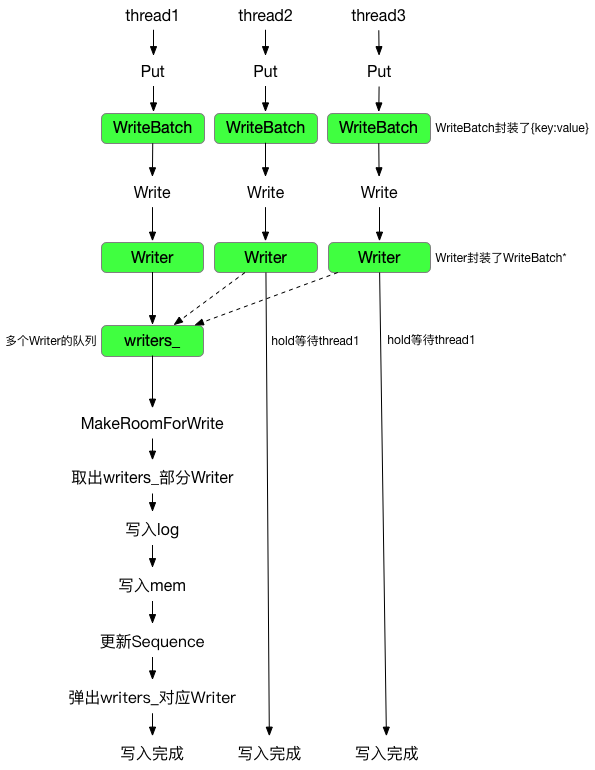 thread1 thread2 thread3
Put Put Put
WriteBatch WriteBatch WriteBatch WriteBatch封装了{key:value}
Write Write Write
Writer Writer Writer Writer封装了WriteBatch*
多个Writer的队列 writers_ hold等待thread1 hold等待thread1
MakeRoomForWrite
取出writers_部分Writer
写入log
写入mem
更新Sequence
弹出writers_对应Writer
写入完成 写入完成 写入完成